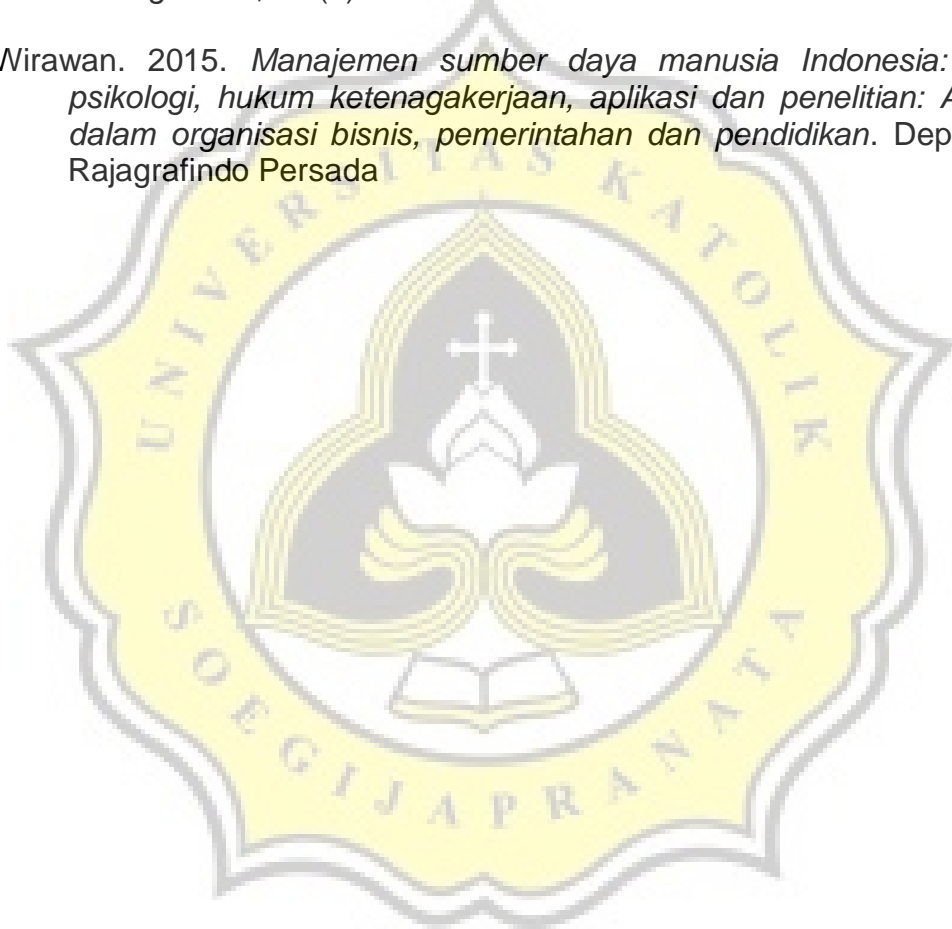 Wirawan. 2015. Manajemen sumber daya manusia Indonesia:
psikologi, hukum ketenagakerjaan, aplikasi dan penelitian:
dalam organisasi bisnis, pemerintahan dan pendidikan.
Rajagrafindo Persada
UNIVERSITAS KATOLIK
SOEGIJAPRANATA